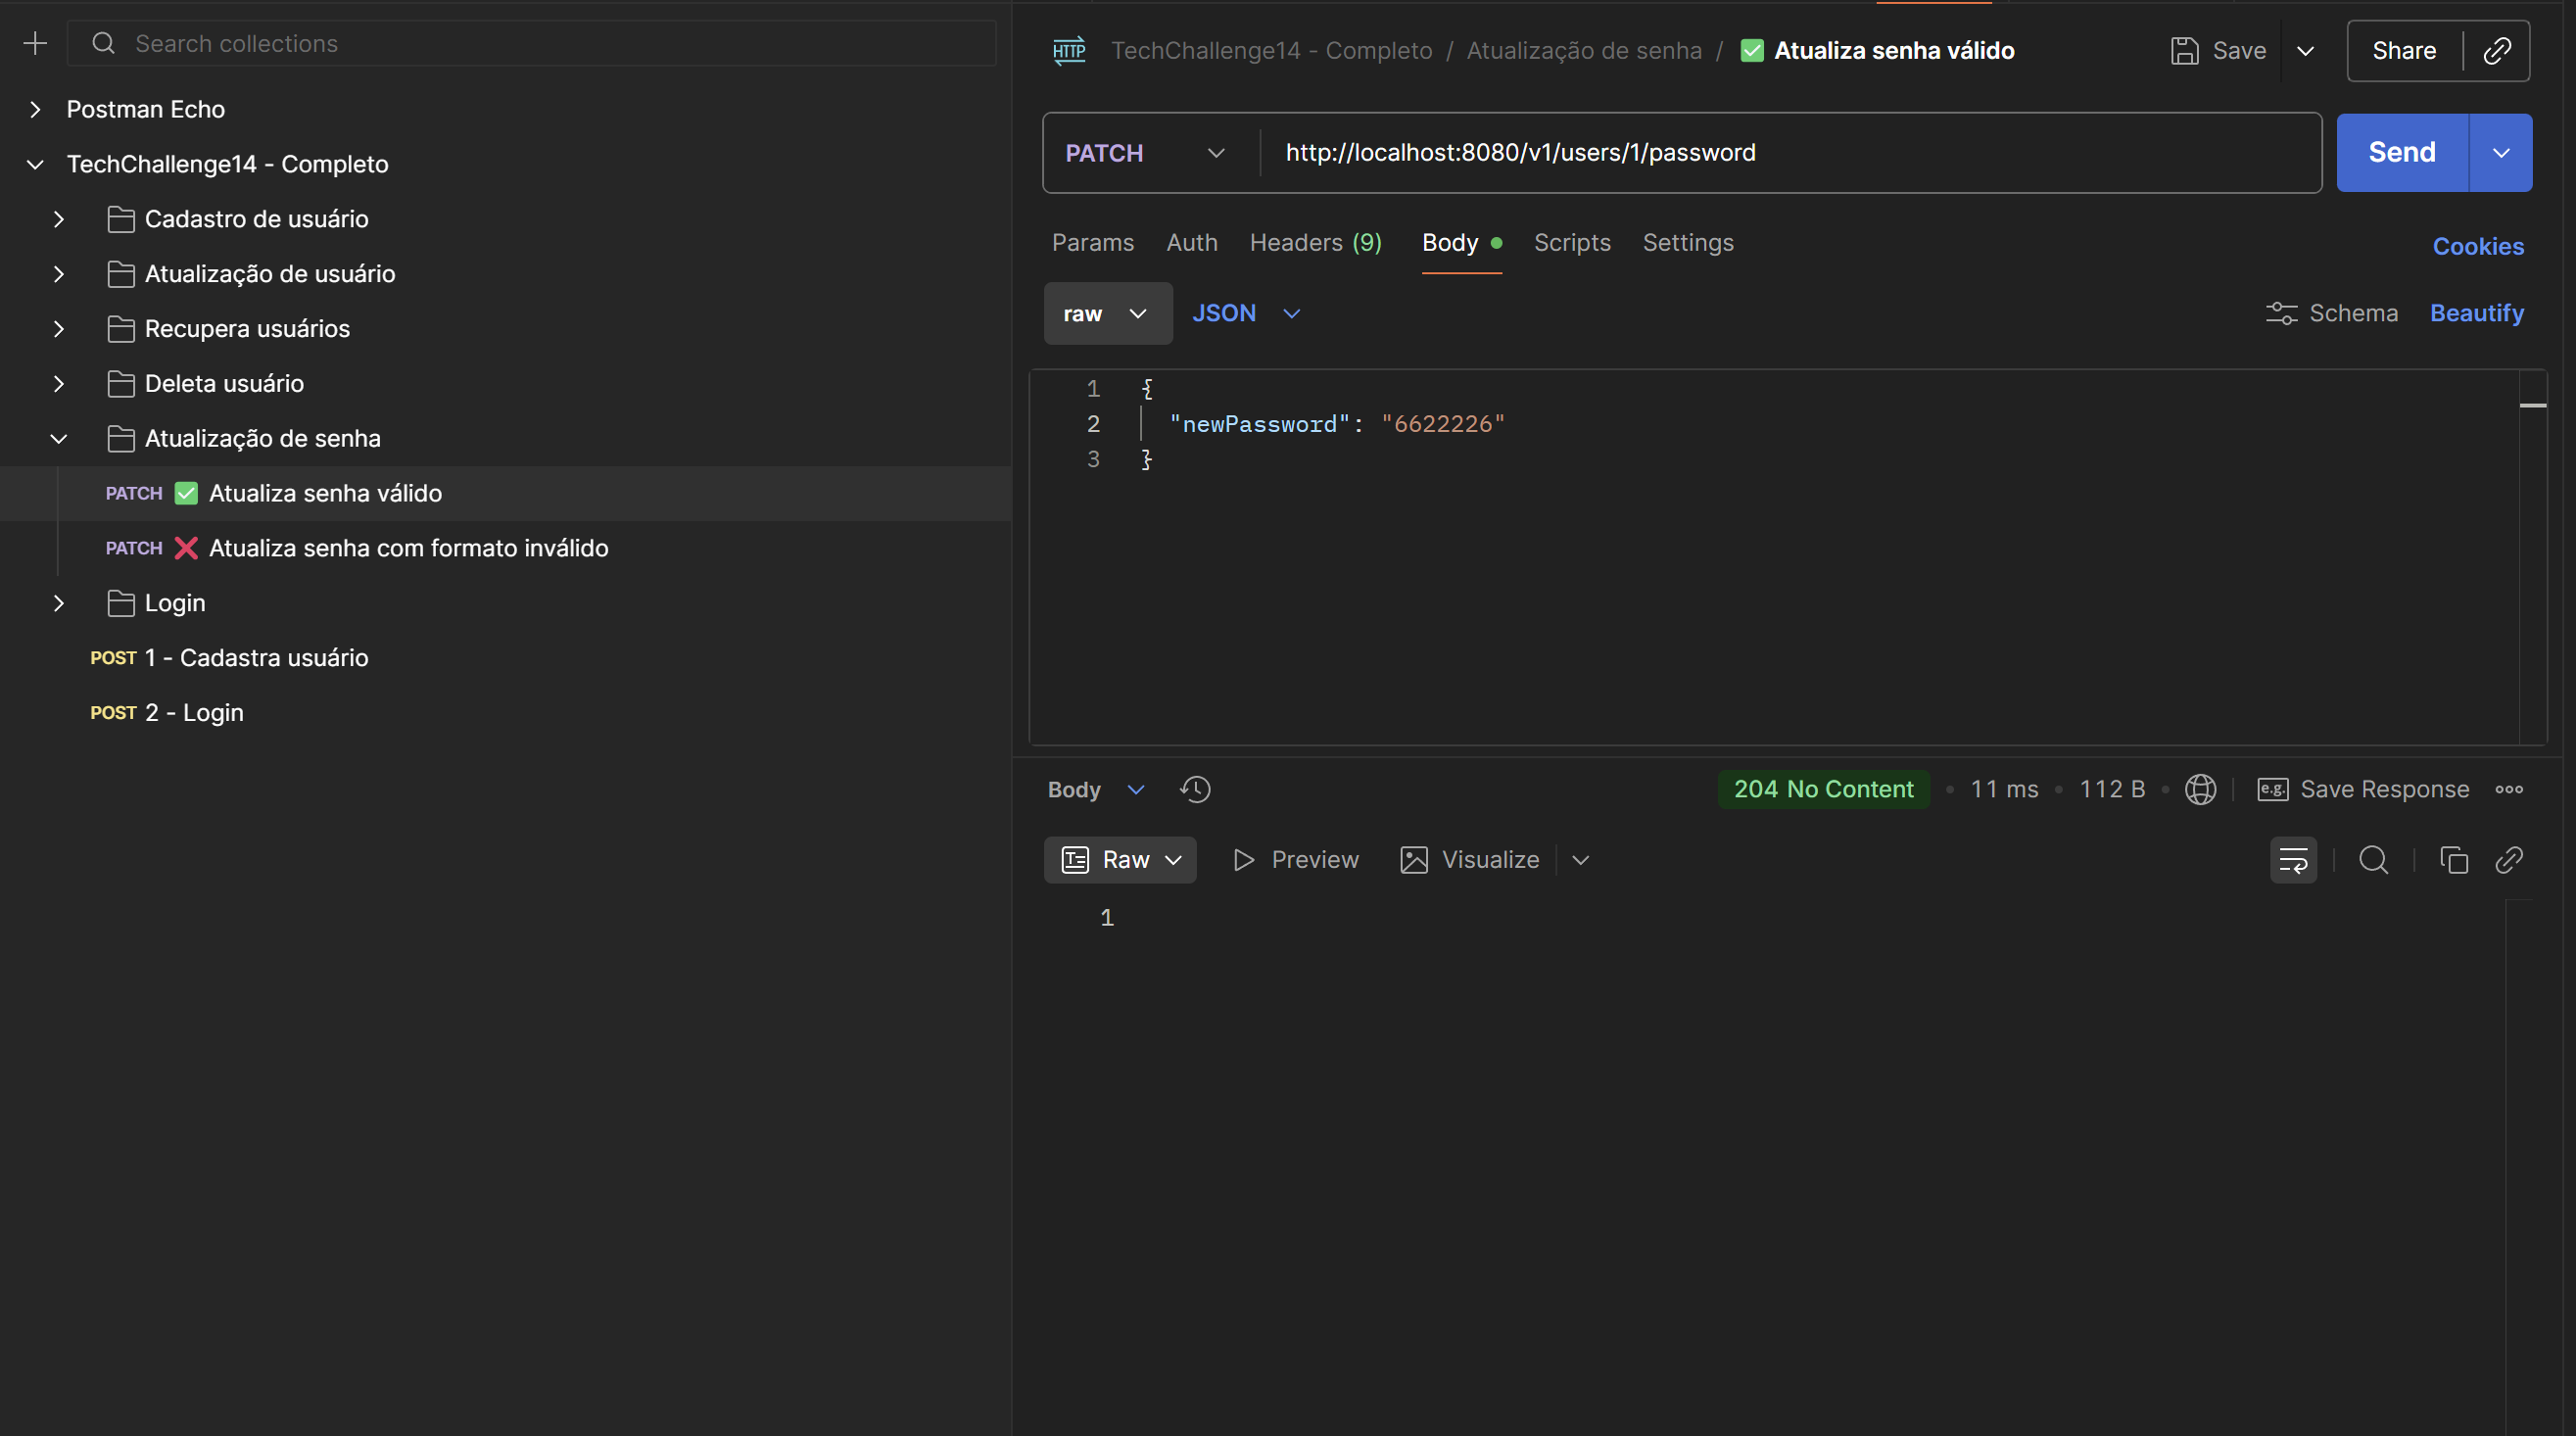 Search collections
Postman Echo
TechChallenge14 - Completo
Cadastro de usuário
Atualização de usuário
Recupera usuários
Deleta usuário
Atualização de senha
PATCH ✅ Atualiza senha válido
PATCH ❌ Atualiza senha com formato inválido
Login
POST 1 - Cadastra usuário
POST 2 - Login
HTTP TechChallenge14 - Completo / Atualização de senha / ✅ Atualiza senha válido Save Share
PATCH http://localhost:8080/v1/users/1/password Send
Params Auth Headers (9) Body Scripts Settings Cookies
raw JSON Schema Beautify
1 {
2 "newPassword": "6622226"
3 }
Body 204 No Content • 11 ms • 112 B • e.g. Save Response
Raw Preview Visualize
1